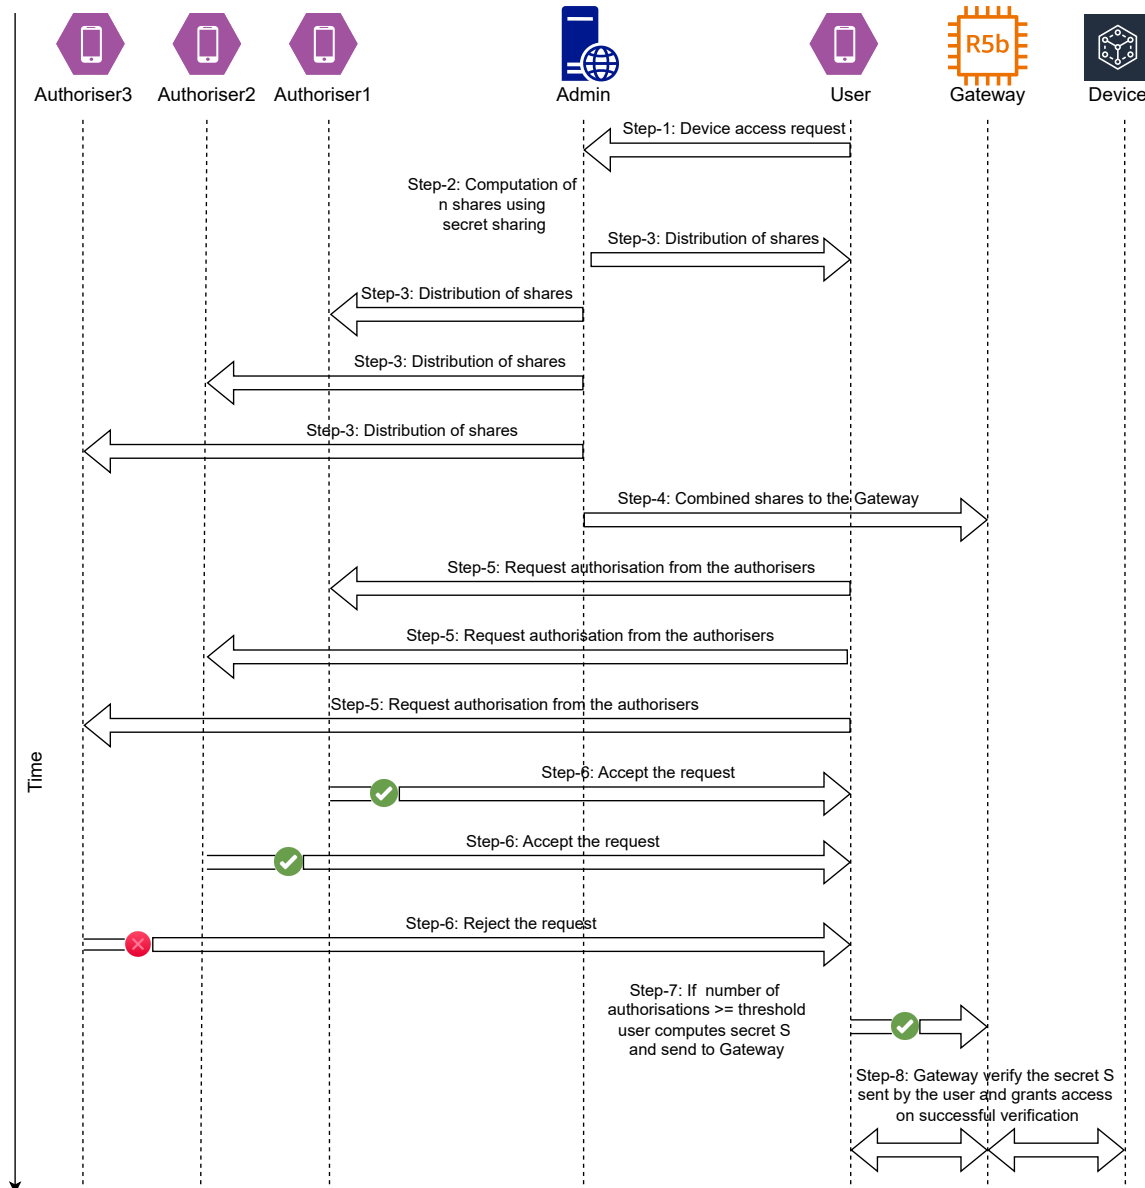 R5b
Authoriser3 Authoriser2 Authoriser1 Admin User Gateway Device
Step-1: Device access request
Step-2: Computation of
n shares using
secret sharing
Step-3: Distribution of shares
Step-3: Distribution of shares
Step-3: Distribution of shares
Step-3: Distribution of shares
Step-4: Combined shares to the Gateway
Step-5: Request authorisation from the authorisers
Step-5: Request authorisation from the authorisers
Step-5: Request authorisation from the authorisers
Time
Step-6: Accept the request
Step-6: Accept the request
Step-6: Reject the request
Step-7: If number of
authorisations >= threshold
user computes secret S
and send to Gateway
Step-8: Gateway verify the secret S
sent by the user and grants access
on successful verification